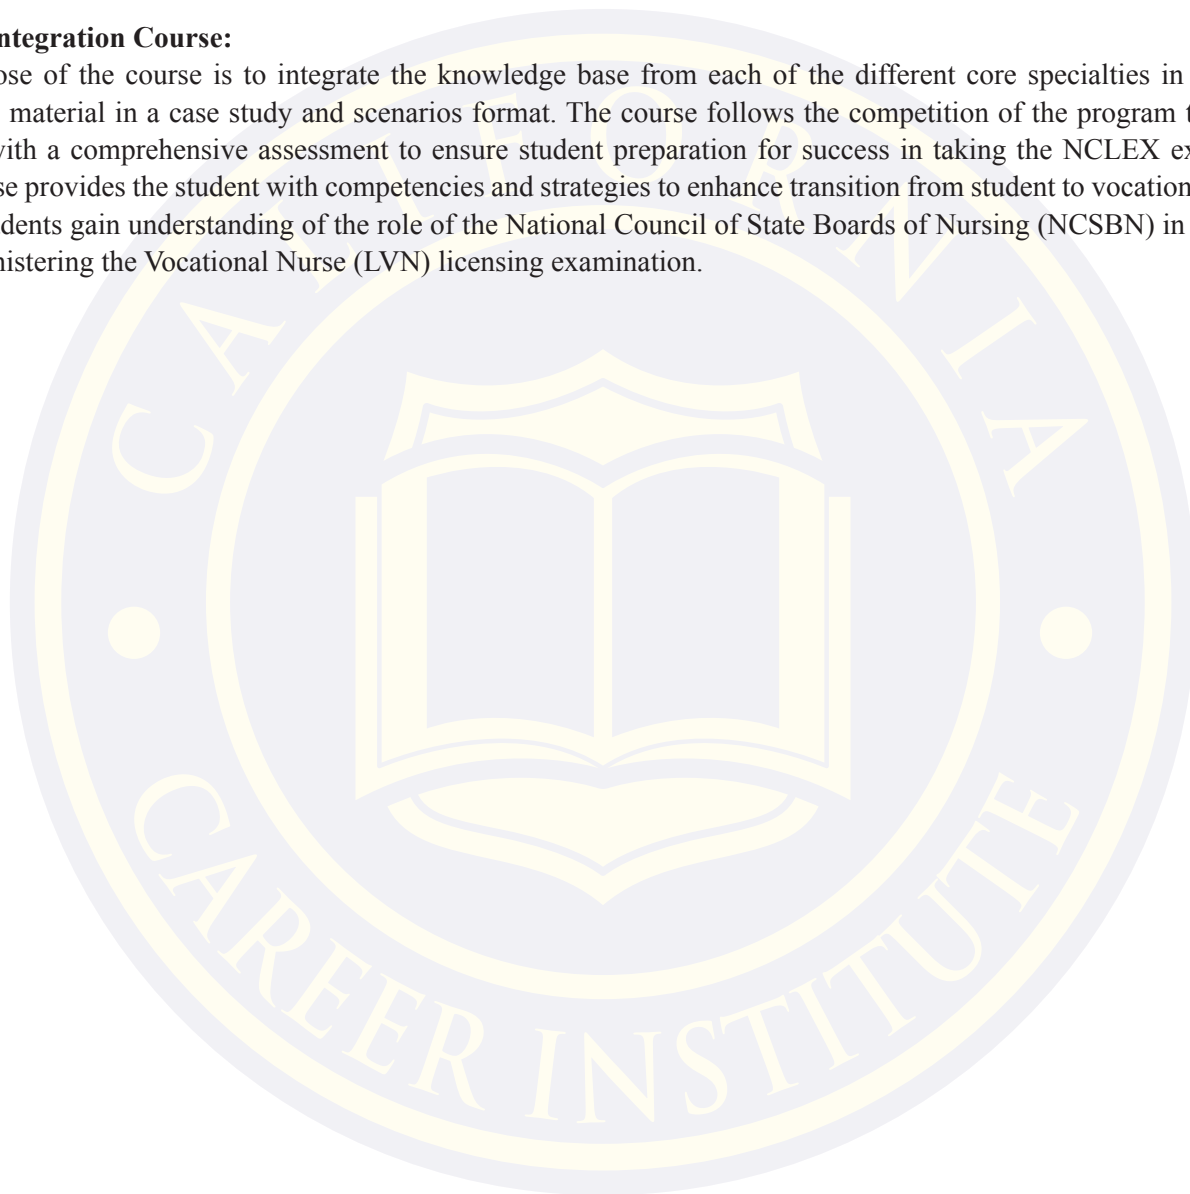 ntegration Course:
ose of the course is to integrate the knowledge base from each of the different core specialties in
material in a case study and scenarios format. The course follows the competition of the program t
with a comprehensive assessment to ensure student preparation for success in taking the NCLEX ex
se provides the student with competencies and strategies to enhance transition from student to vocation
udents gain understanding of the role of the National Council of State Boards of Nursing (NCSBN) in
nistering the Vocational Nurse (LVN) licensing examination.
CALIFORNIA
CAREER INSTITUTE